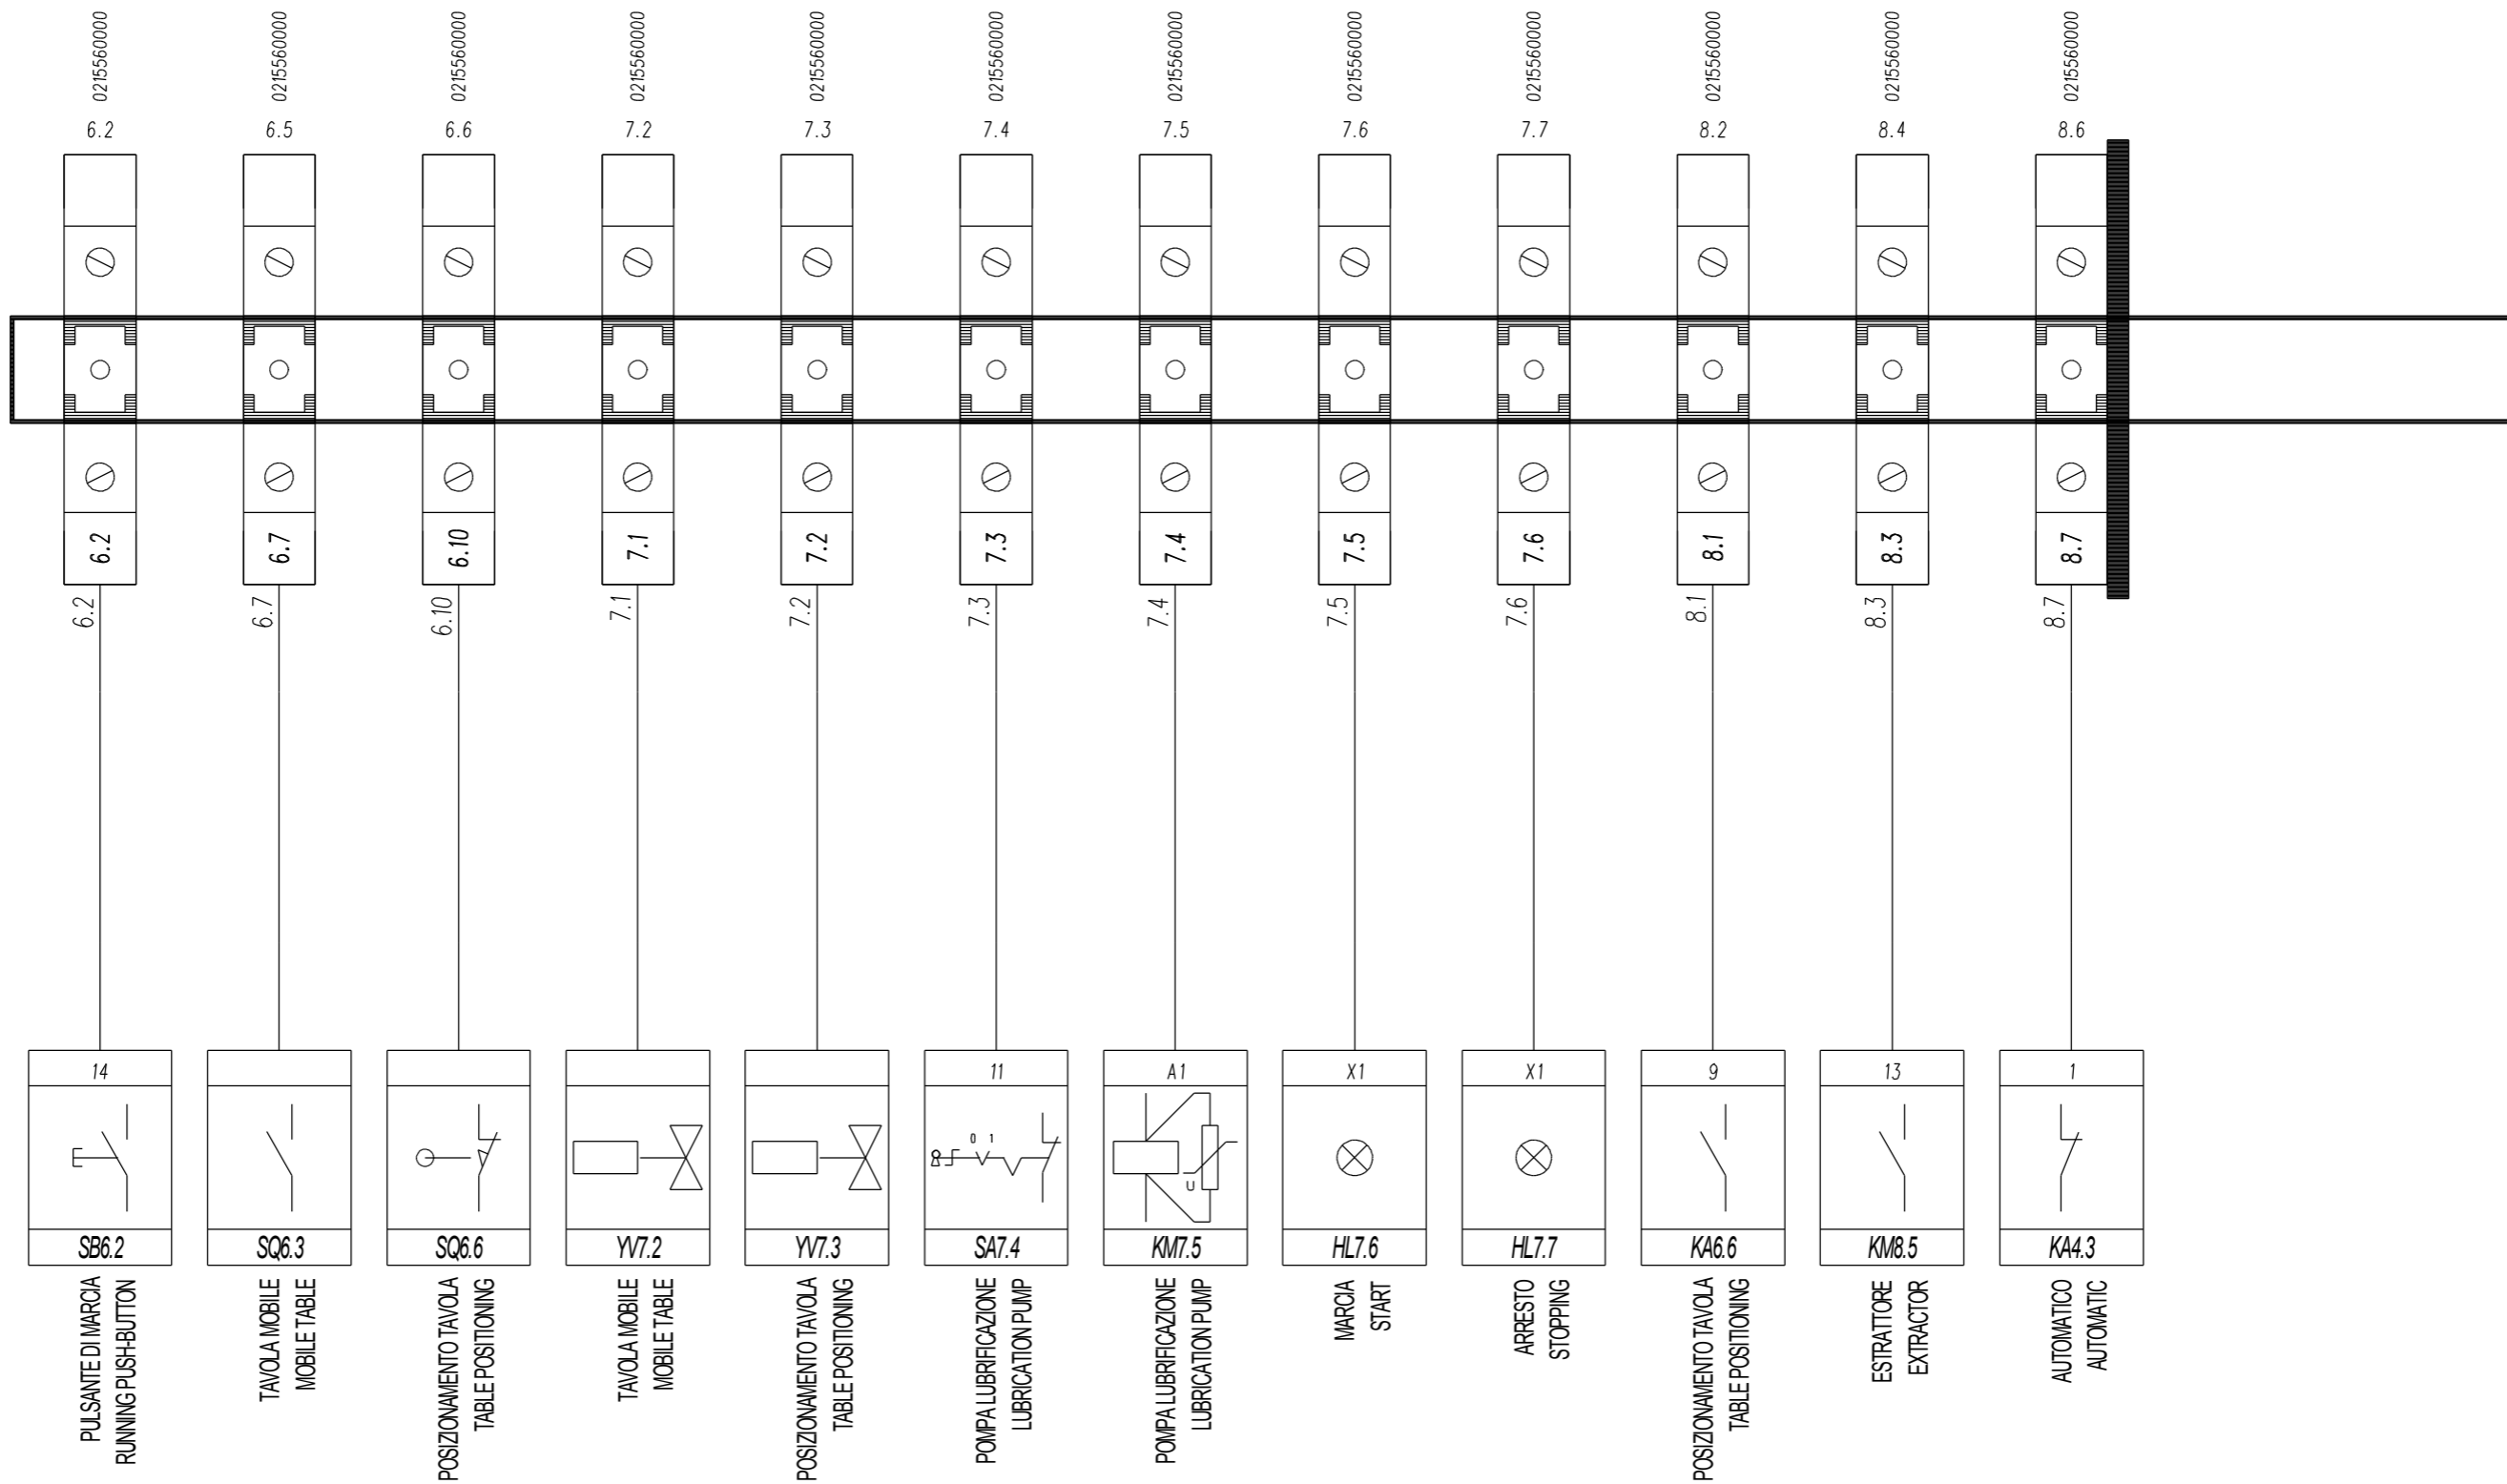 0215560000 0215560000 0215560000 0215560000 0215560000 0215560000 0215560000 0215560000 0215560000 0215560000 0215560000 0215560000
6.2 6.5 6.6 7.2 7.3 7.4 7.5 7.6 7.7 8.2 8.4 8.6
6.2 6.7 6.10 7.1 7.2 7.3 7.4 7.5 7.6 8.1 8.3 8.7
6.2 6.7 6.10 7.1 7.2 7.3 7.4 7.5 7.6 8.1 8.3 8.7
14 11 A1 X1 X1 9 13 1
0 1
U
SB6.2 SQ6.3 SQ6.6 YV7.2 YV7.3 SA7.4 KM7.5 HL7.6 HL7.7 KA6.6 KM8.5 KA4.3
PULSANTE DI MARCIA
RUNNING PUSH-BUTTON
TAVOLA MOBILE
MOBILE TABLE
POSIZIONAMENTO TAVOLA
TABLE POSITIONING
TAVOLA MOBILE
MOBILE TABLE
POSIZIONAMENTO TAVOLA
TABLE POSITIONING
POMPA LUBRIFICAZIONE
LUBRICATION PUMP
POMPA LUBRIFICAZIONE
LUBRICATION PUMP
MARCIA
START
ARRESTO
STOPPING
POSIZIONAMENTO TAVOLA
TABLE POSITIONING
ESTRATTORE
EXTRACTOR
AUTOMATICO
AUTOMATIC